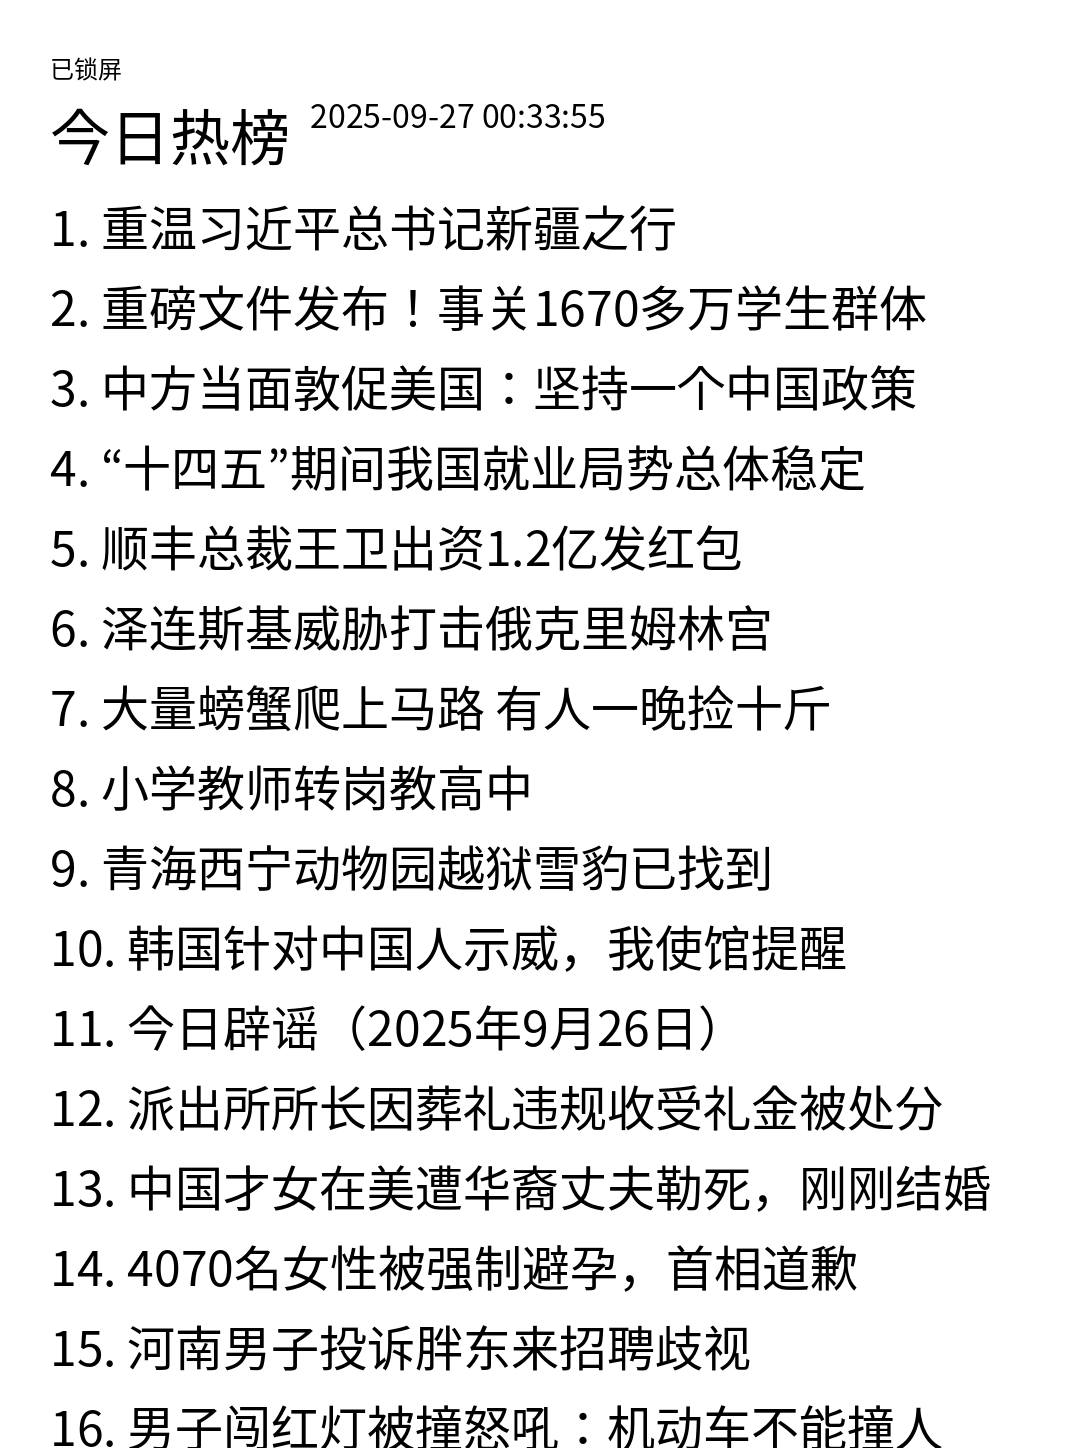 已锁屏
今日热榜 2025-09-27 00:33:55
1. 重温习近平总书记新疆之行
2. 重磅文件发布！事关1670多万学生群体
3. 中方当面敦促美国：坚持一个中国政策
4. “十四五”期间我国就业局势总体稳定
5. 顺丰总裁王卫出资1.2亿发红包
6. 泽连斯基威胁打击俄克里姆林宫
7. 大量螃蟹爬上马路 有人一晚捡十斤
8. 小学教师转岗教高中
9. 青海西宁动物园越狱雪豹已找到
10. 韩国针对中国人示威，我使馆提醒
11. 今日辟谣（2025年9月26日）
12. 派出所所长因葬礼违规收受礼金被处分
13. 中国才女在美遭华裔丈夫勒死，刚刚结婚
14. 4070名女性被强制避孕，首相道歉
15. 河南男子投诉胖东来招聘歧视
16. 男子闯红灯被撞怒吼：机动车不能撞人